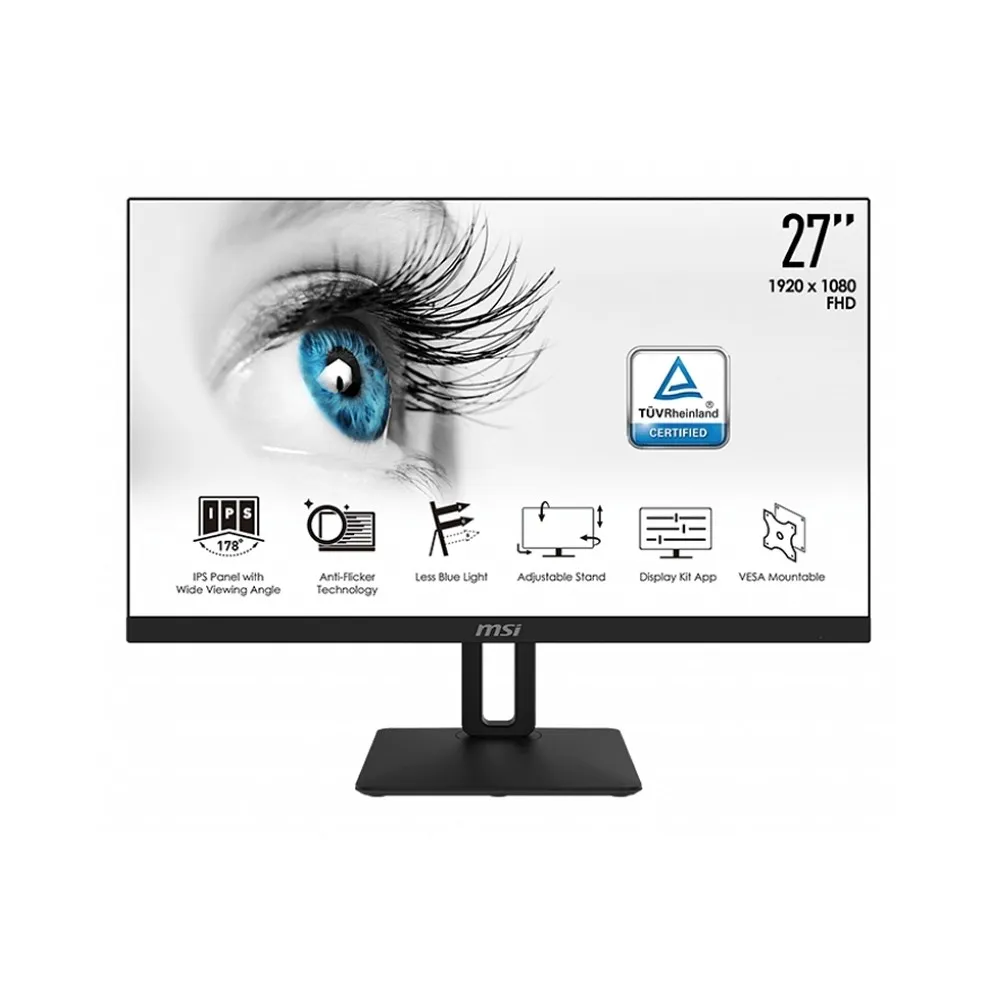 27”
1920 x 1080
FHD
TÜVRheinland®
CERTIFIED
IPS
178°
IPS Panel with
Wide Viewing Angle
Anti-Flicker
Technology
Less Blue Light
Adjustable Stand
Display Kit App
VESA Mountable
msi